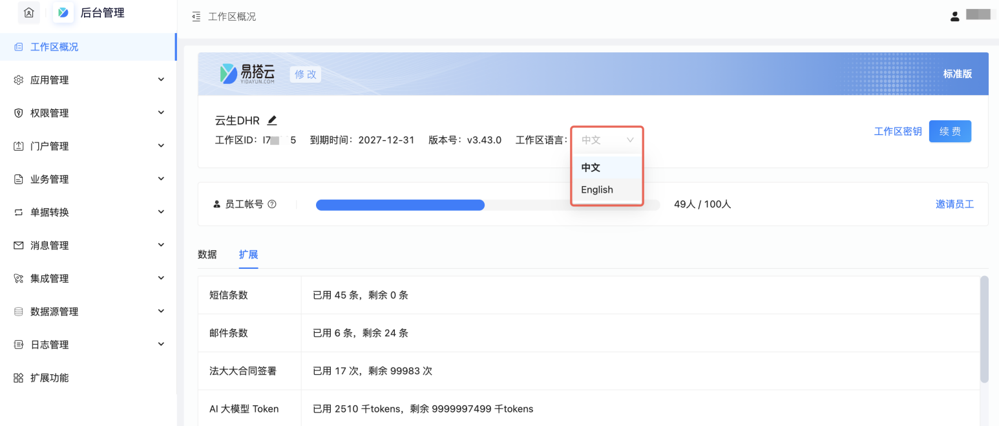 后台管理
工作区概况
工作区概况
应用管理
权限管理
门户管理
业务管理
单据转换
消息管理
集成管理
数据源管理
日志管理
扩展功能
易搭云
YIDAYUN.COM
修 改
标准版
云生DHR
工作区ID：I7 5 到期时间：2027-12-31 版本号：v3.43.0 工作区语言： 中文
工作区密钥 续 费
中文
English
员工帐号 49人 / 100人 邀请员工
数据 扩展
短信条数 已用 45 条，剩余 0 条
邮件条数 已用 6 条，剩余 24 条
法大大合同签署 已用 17 次，剩余 99983 次
AI 大模型 Token 已用 2510 千tokens，剩余 9999997499 千tokens